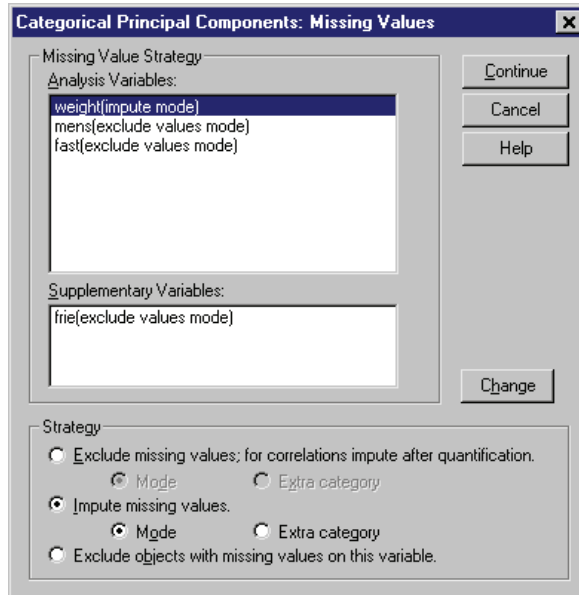 Categorical Principal Components: Missing Values
Missing Value Strategy
Analysis Variables:
weight(impute mode)
mens(exclude values mode)
fast(exclude values mode)
Supplementary Variables:
frie(exclude values mode)
Continue
Cancel
Help
Change
Strategy
Exclude missing values; for correlations impute after quantification.
Mode Extra category
Impute missing values.
Mode Extra category
Exclude objects with missing values on this variable.